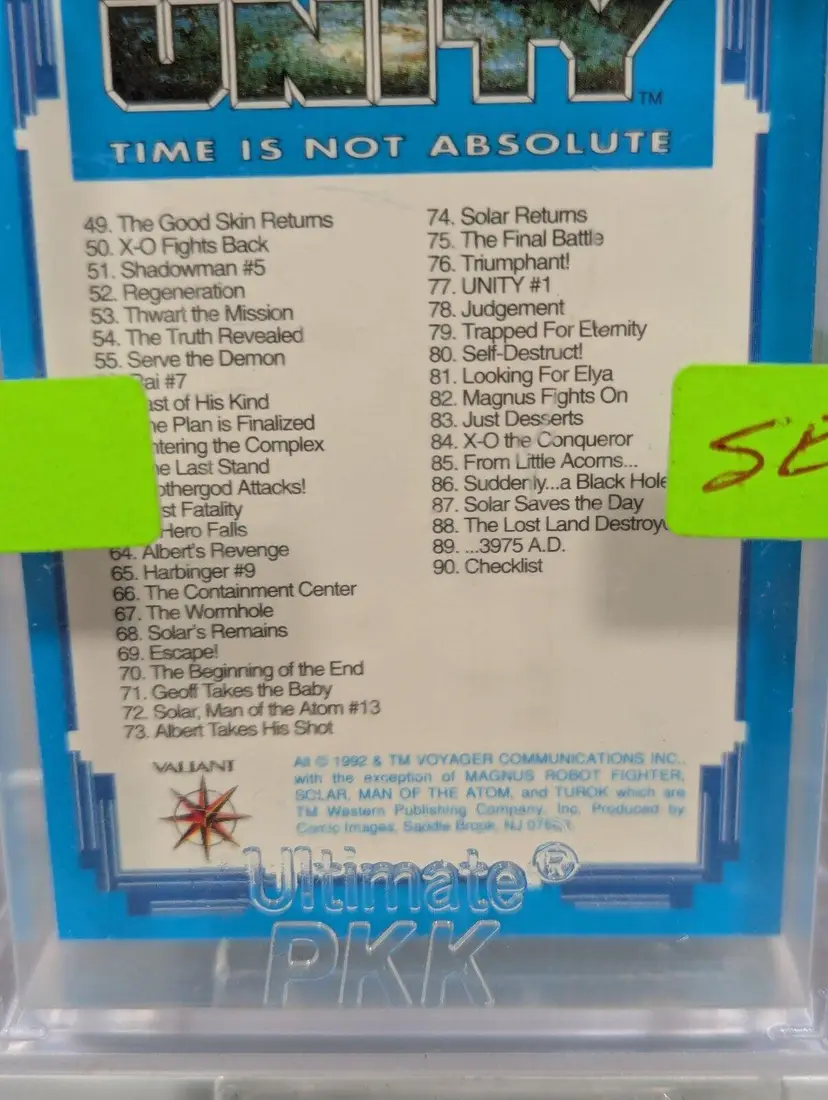 UNITY™
TIME IS NOT ABSOLUTE
49. The Good Skin Returns
50. X-O Fights Back
51. Shadowman #5
52. Regeneration
53. Thwart the Mission
54. The Truth Revealed
55. Serve the Demon
Rai #7
ast of His Kind
he Plan is Finalized
ntering the Complex
he Last Stand
othergod Attacks!
st Fatality
Hero Falls
64. Albert's Revenge
65. Harbinger #9
66. The Containment Center
67. The Wormhole
68. Solar's Remains
69. Escape!
70. The Beginning of the End
71. Geoff Takes the Baby
72. Solar, Man of the Atom #13
73. Albert Takes His Shot
74. Solar Returns
75. The Final Battle
76. Triumphant!
77. UNITY #1
78. Judgement
79. Trapped For Eternity
80. Self-Destruct!
81. Looking For Elya
82. Magnus Fights On
83. Just Desserts
84. X-O the Conqueror
85. From Little Acorns...
86. Suddenly...a Black Hole
87. Solar Saves the Day
88. The Lost Land Destroy
89. ...3975 A.D.
90. Checklist
SE
VALIANT
All © 1992 & TM VOYAGER COMMUNICATIONS INC.,
with the exception of MAGNUS ROBOT FIGHTER,
SOLAR, MAN OF THE ATOM, and TUROK which are
TM Western Publishing Company, Inc. Produced by
Comic Images, Saddle Brook, NJ
Ultimate®
PKK